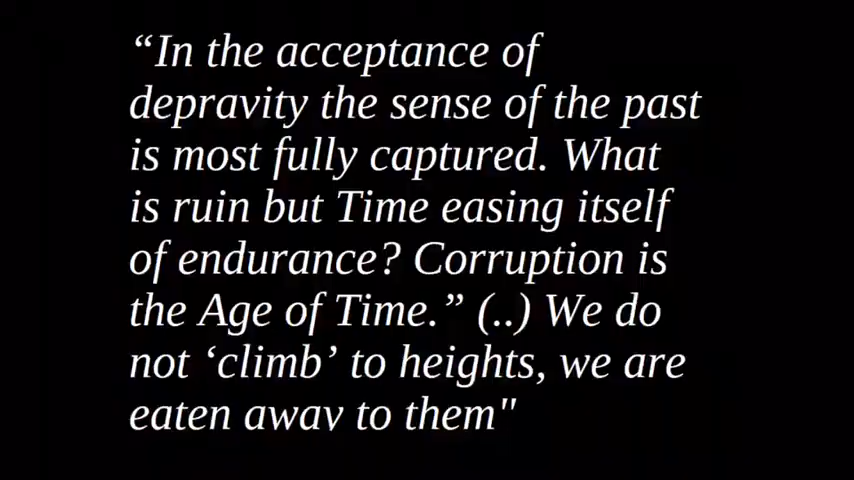 “In the acceptance of
depravity the sense of the past
is most fully captured. What
is ruin but Time easing itself
of endurance? Corruption is
the Age of Time.” (..) We do
not ‘climb’ to heights, we are
eaten away to them"